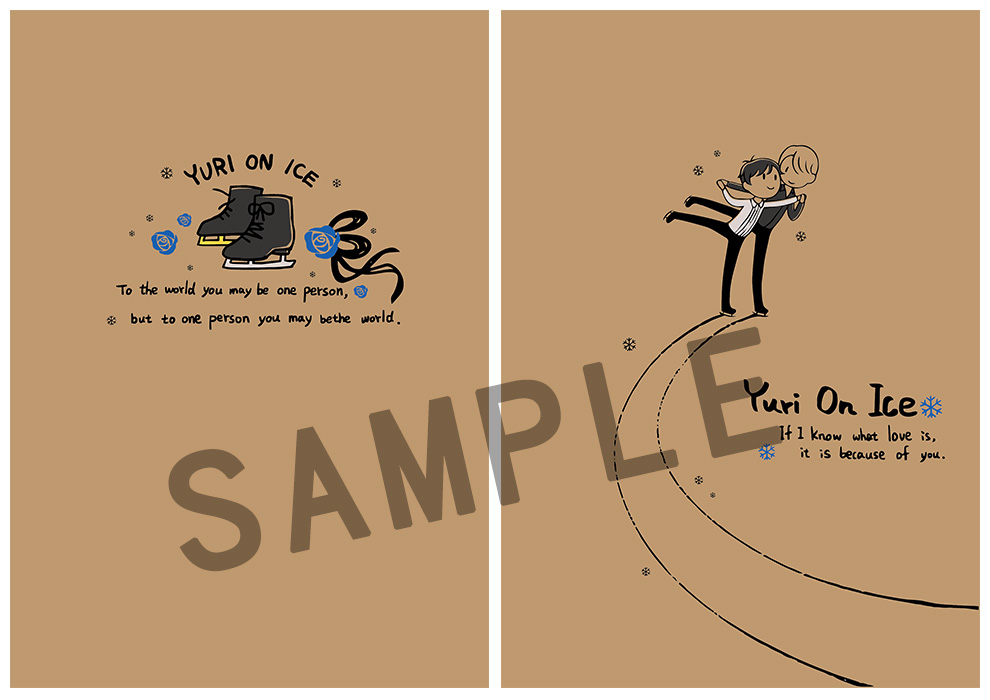 YURI ON ICE
To the world you may be one person,
but to one person you may bethe world.
Yuri On Ice
If I know what love is,
it is because of you.
SAMPLE